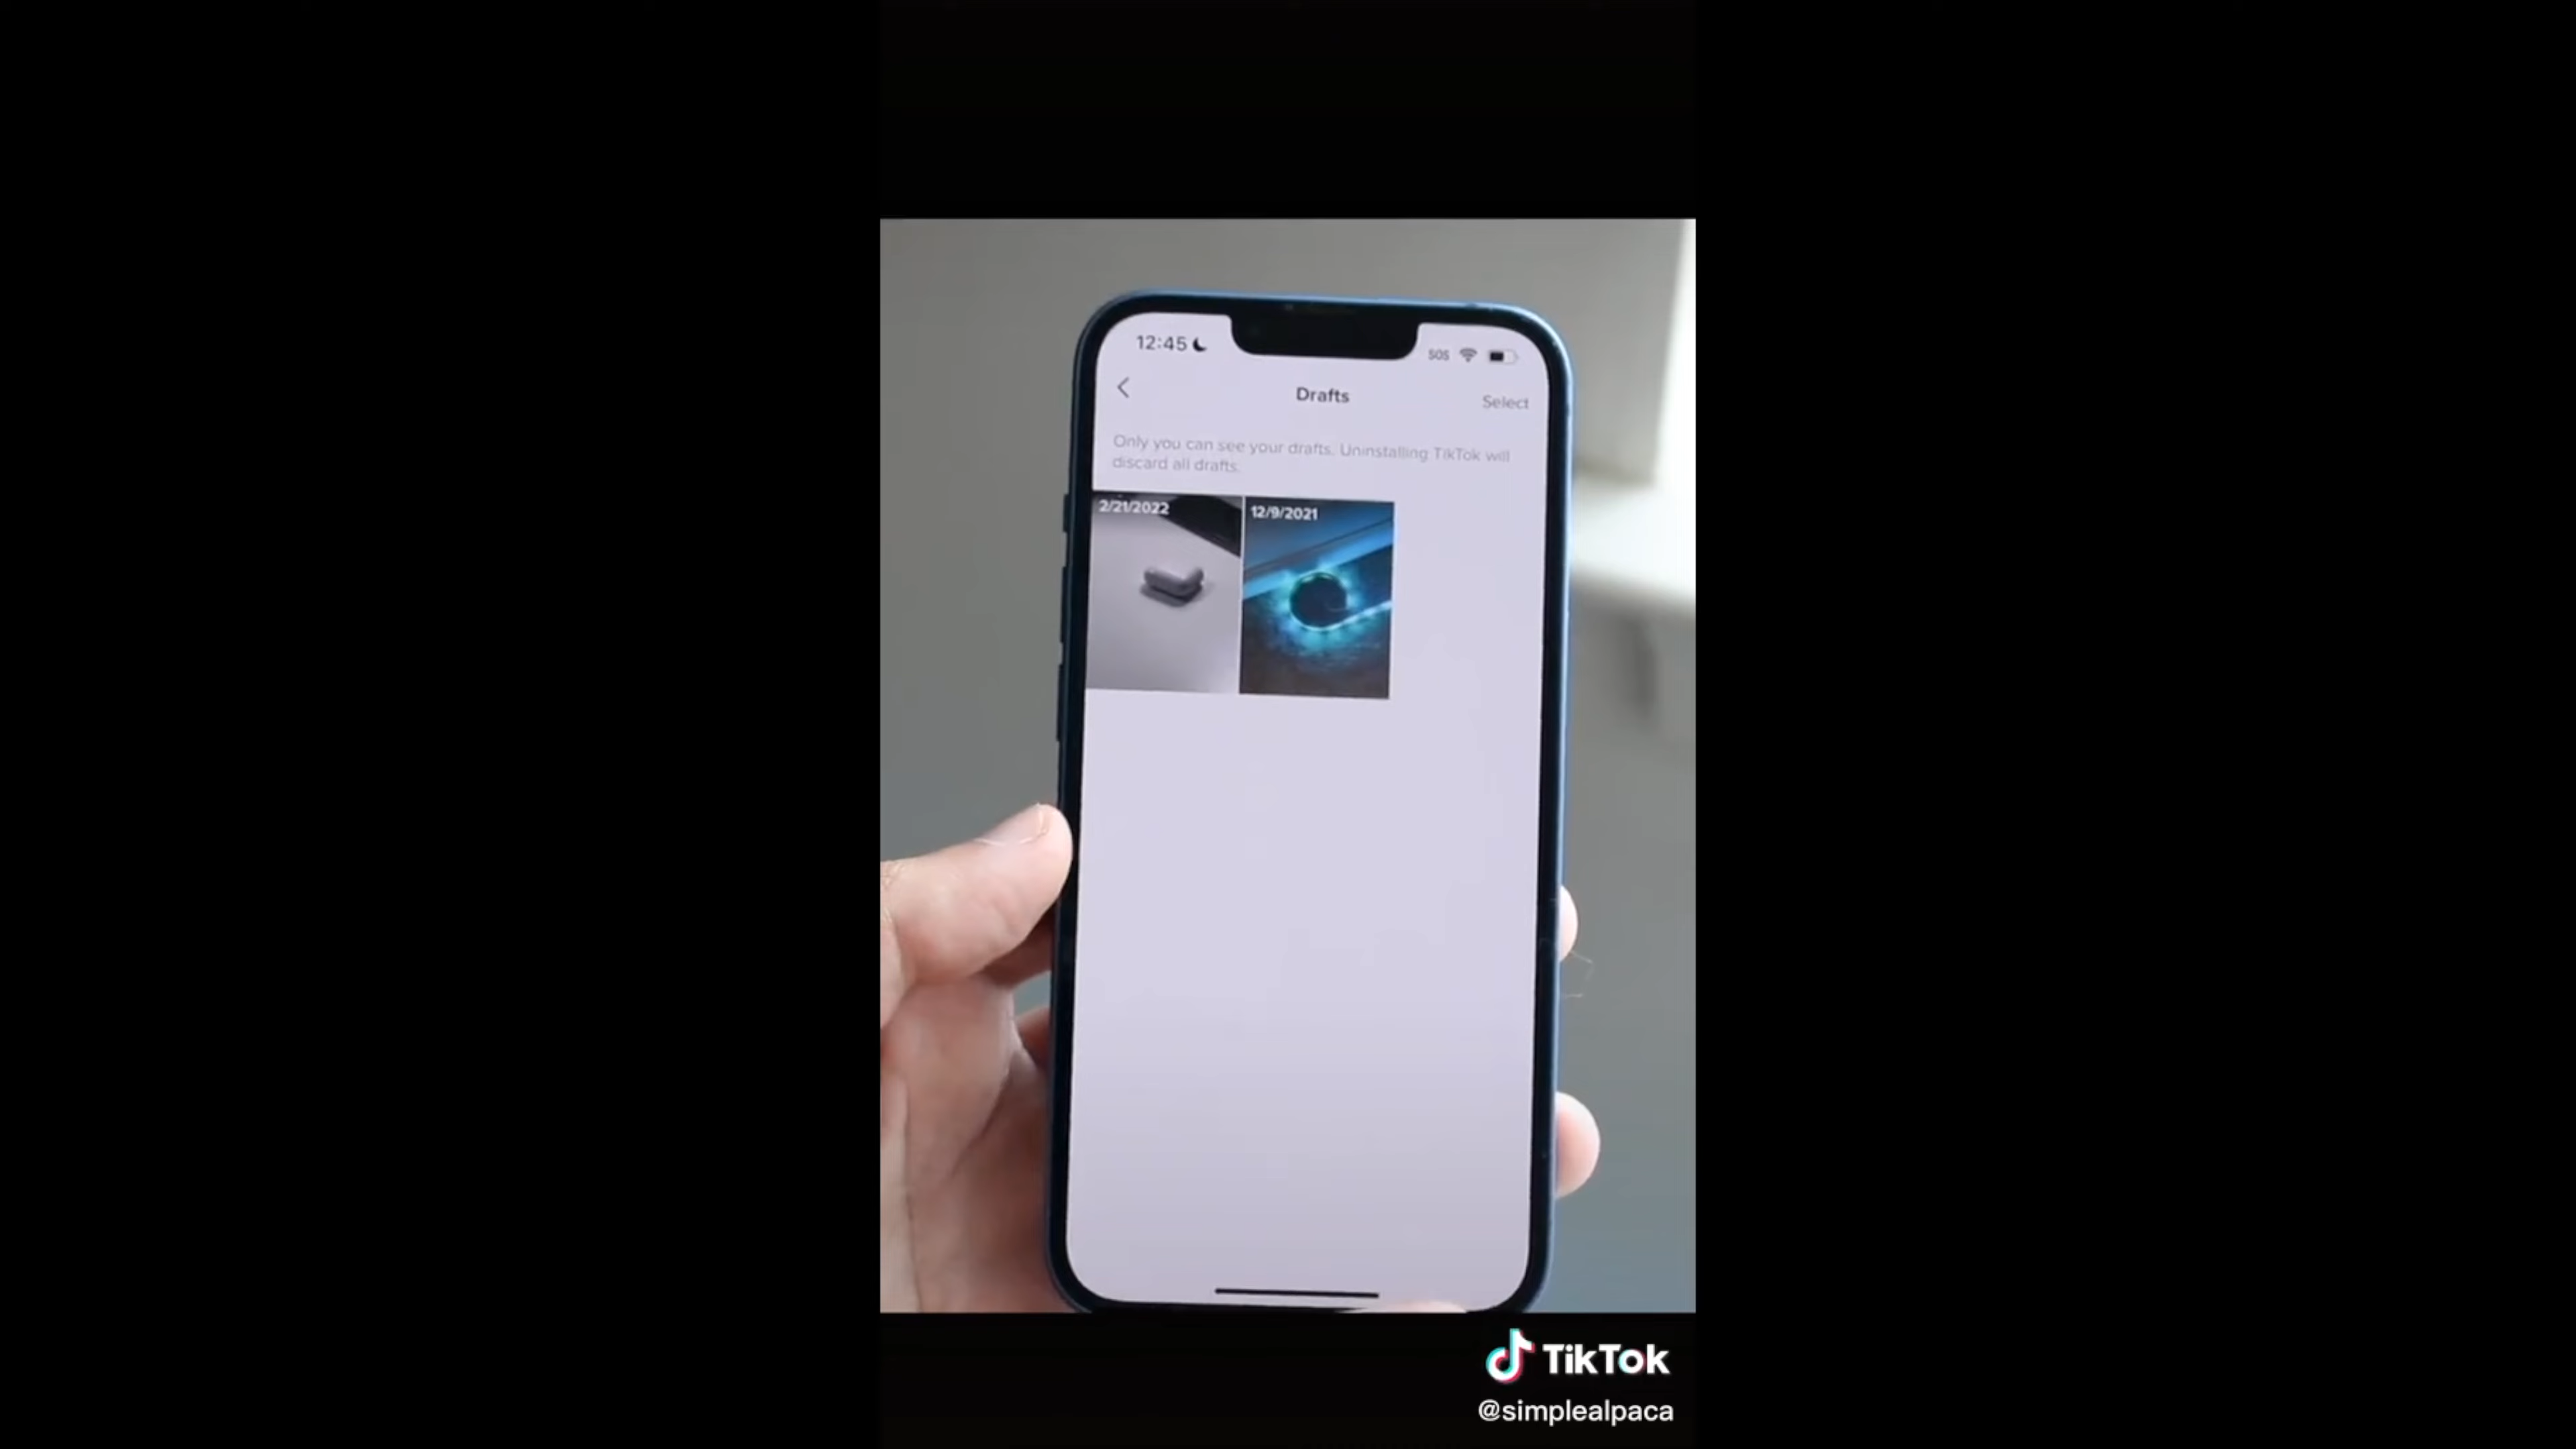 12:45
SOS
Drafts
Select
Only you can see your drafts. Uninstalling TikTok will
discard all drafts.
2/21/2022
12/9/2021
TikTok
@simplealpaca